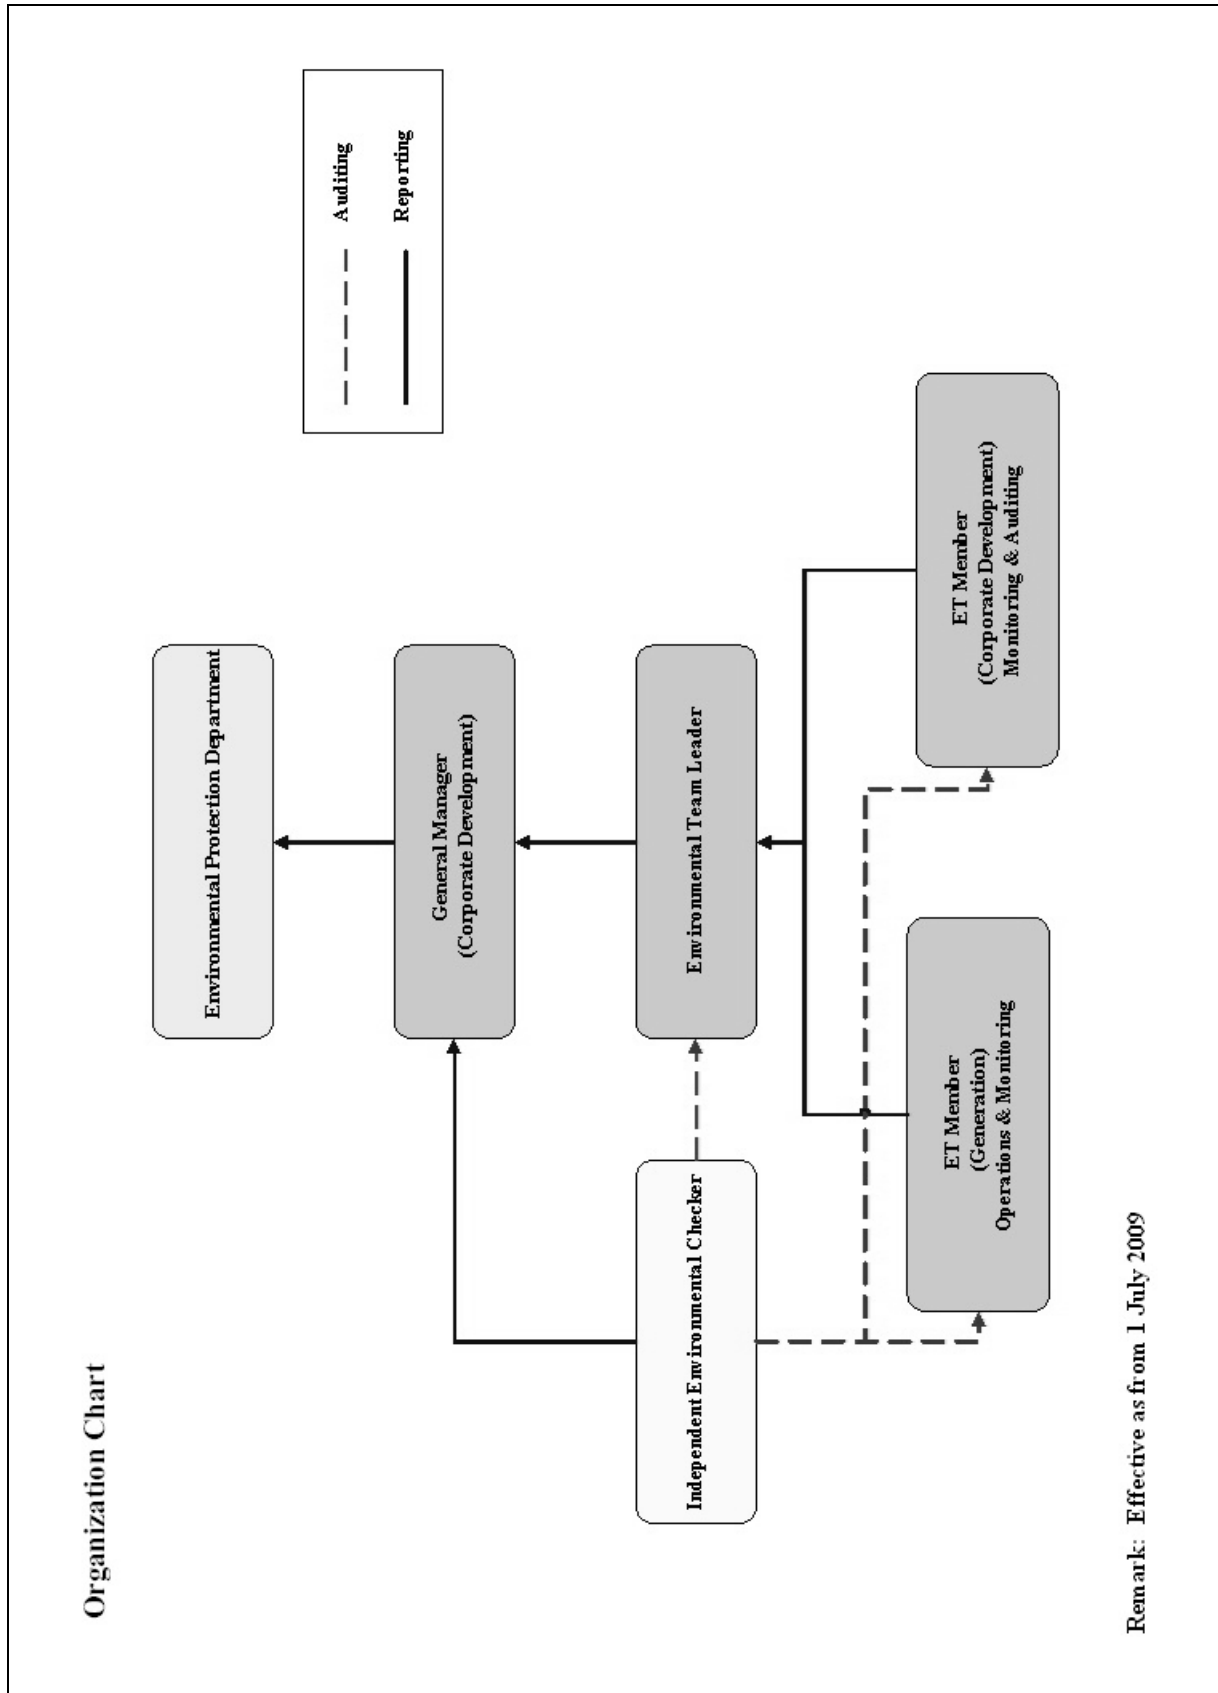 Organization Chart
Auditing
Reporting
Environmental Protection Department
General Manager
(Corporate Development)
Independent Environmental Checker
Environmental Team Leader
ET Member
(Generation)
Operations & Monitoring
ET Member
(Corporate Development)
Monitoring & Auditing
Remark: Effective as from 1 July 2009